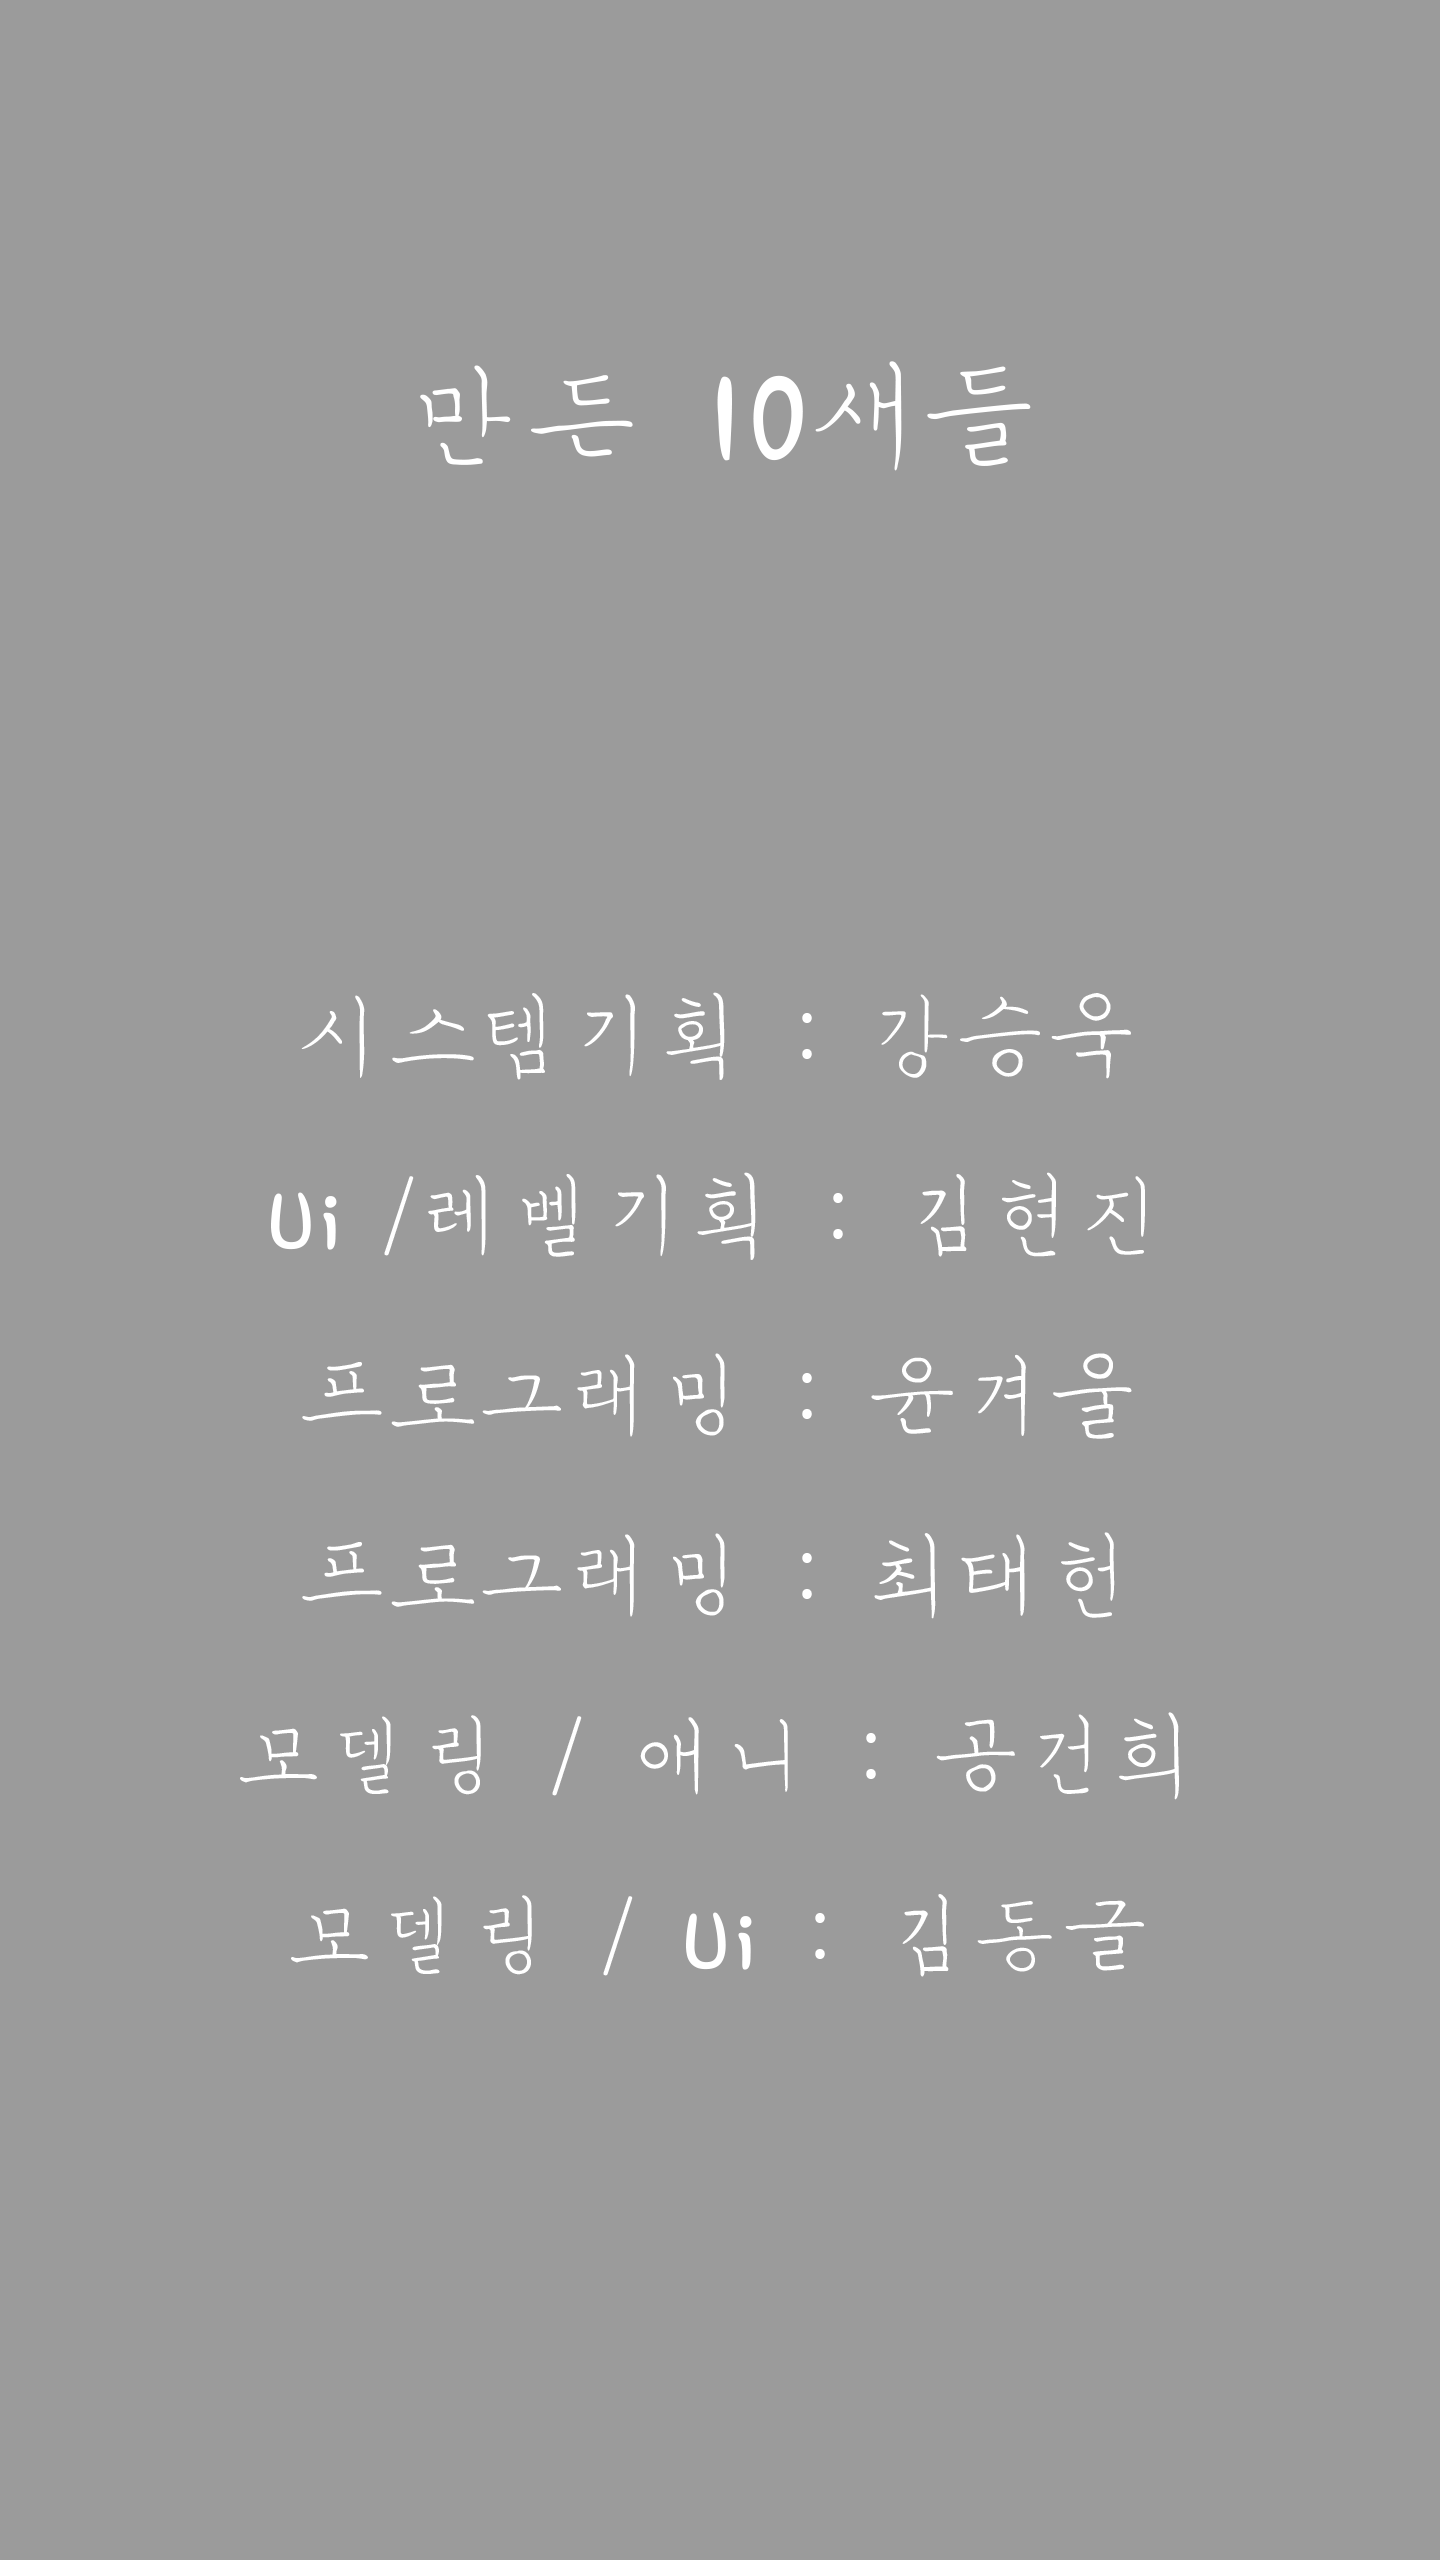 만든 10새들
시스템기획 : 강승욱
Ui /레벨기획 : 김현진
프로그래밍 : 윤겨울
프로그래밍 : 최태헌
모델링 / 애니 : 공건희
모델링 / Ui : 김동글